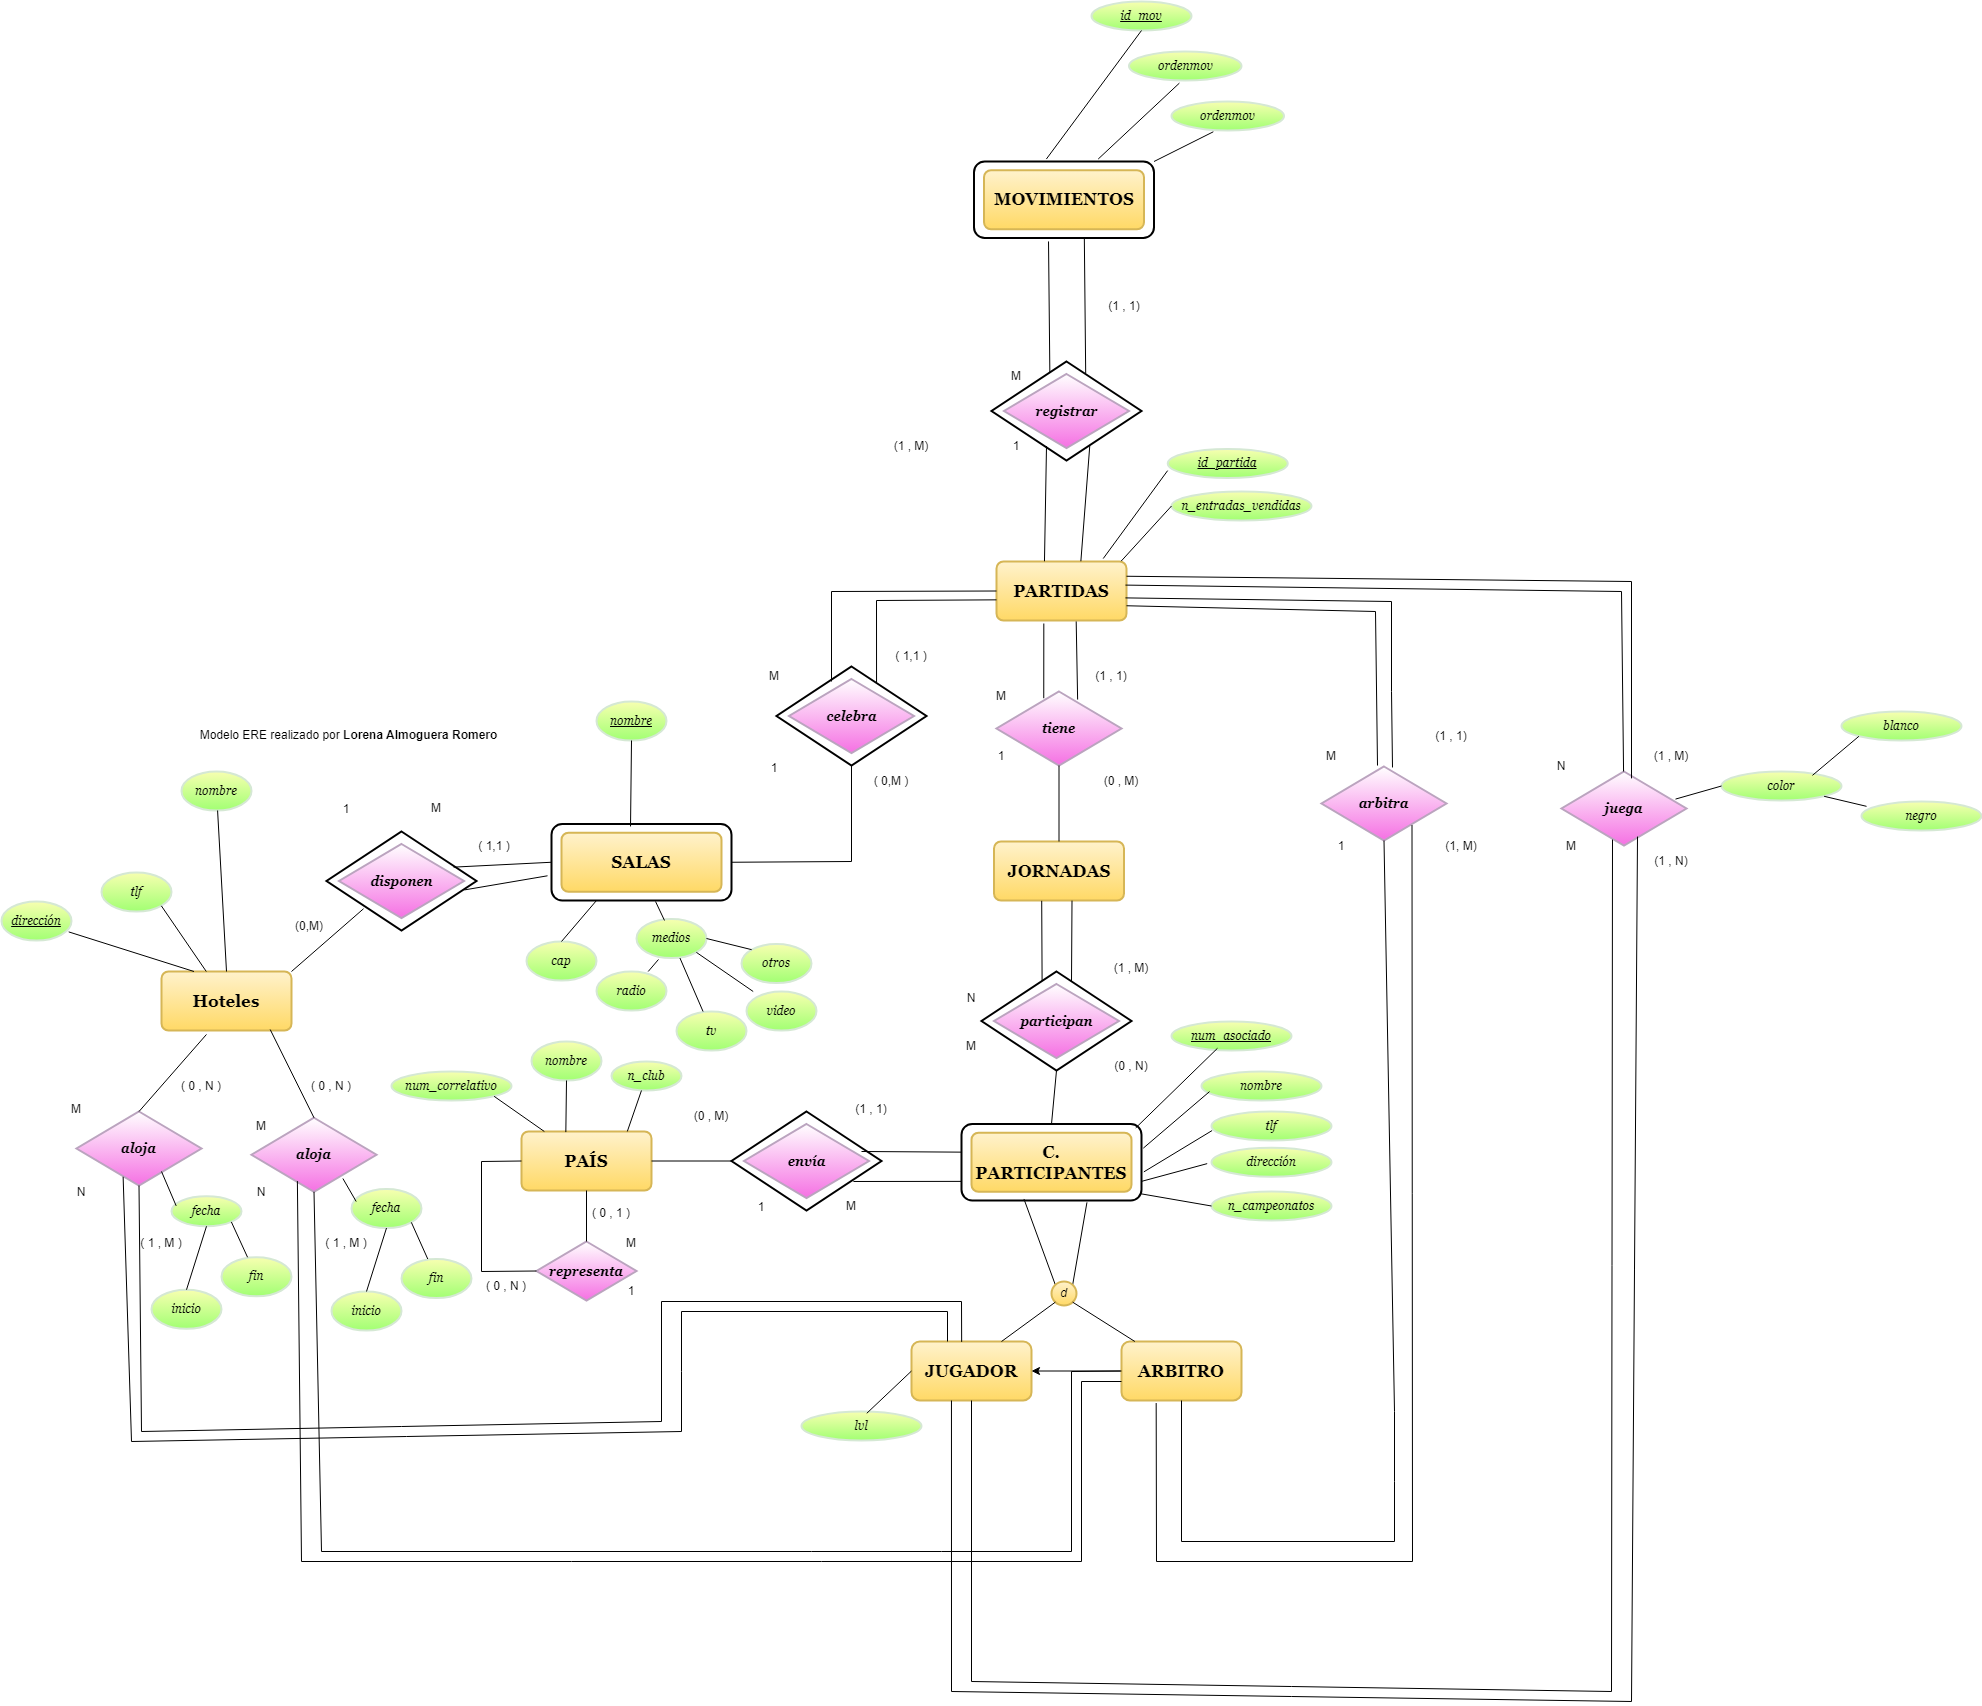 id_mov
ordenmov
ordenmov
MOVIMIENTOS
(1 , 1)
M
registrar
(1 , M)
1
id_partida
n_entradas_vendidas
PARTIDAS
( 1,1 )
M
(1 , 1)
M
celebra
tiene
nombre
blanco
Modelo ERE realizado por Lorena Almoguera Romero
(1 , 1)
M
1
(1 , M)
N
1
( 0,M )
(0 , M)
color
nombre
arbitra
juega
negro
1
M
( 1,1 )
1
(1, M)
M
(1 , N)
SALAS
JORNADAS
disponen
tlf
dirección
(0,M)
medios
cap
otros
(1 , M)
radio
N
Hoteles
video
participan
tv
num_asociado
M
nombre
(0 , N)
n_club
num_correlativo
( 0 , N )
( 0 , N )
nombre
M
(0 , M)
(1 , 1)
M
tlf
aloja
aloja
PAÍS
envía
C.
PARTICIPANTES
dirección
N
N
fecha
fecha
1
M
n_campeonatos
( 0 , 1 )
( 1 , M )
( 1 , M )
M
representa
fin
fin
( 0 , N )
1
inicio
inicio
d
JUGADOR
ARBITRO
lvl